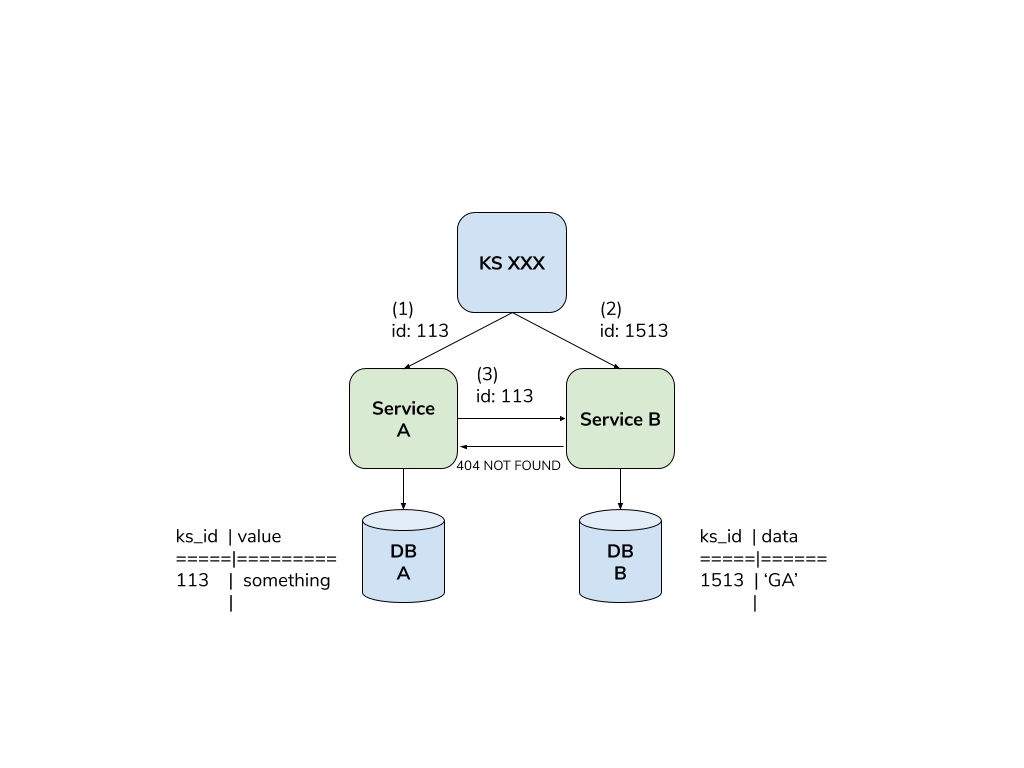 KS XXX
(1)
id: 113
(2)
id: 1513
(3)
id: 113
Service
A
Service B
404 NOT FOUND
ks_id | value
=====|=========
113 | something
|
DB
A
DB
B
ks_id | data
=====|======
1513 | ‘GA’
|